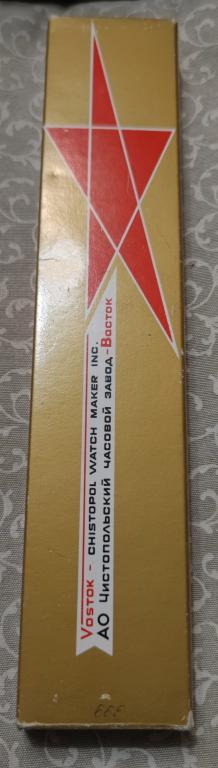 Vostok - CHISTOPOL WATCH MAKER INC.
АО Чистопольский часовой завод-Восток